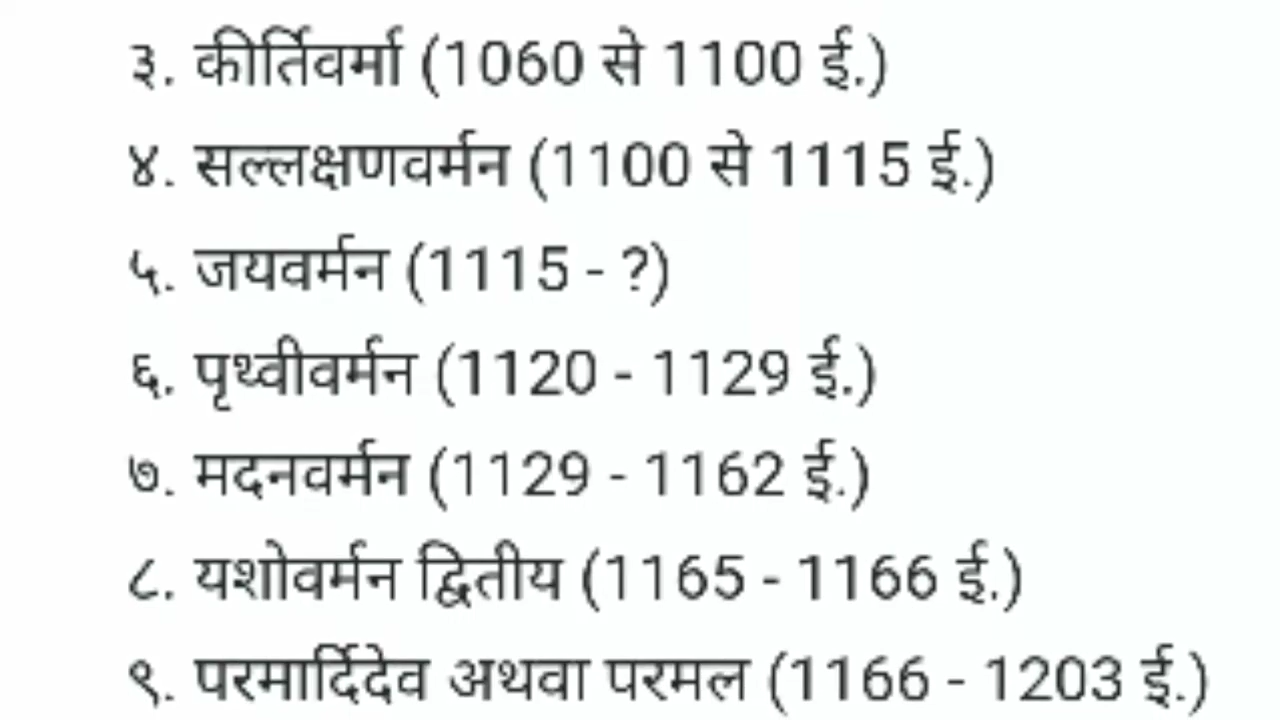 ३. कीर्तिवर्मा (1060 से 1100 ई.)
४. सल्लक्षणवर्मन (1100 से 1115 ई.)
५. जयवर्मन (1115 - ?)
६. पृथ्वीवर्मन (1120 - 1129 ई.)
७. मदनवर्मन (1129 - 1162 ई.)
८. यशोवर्मन द्वितीय (1165 - 1166 ई.)
९. परमार्दिदेव अथवा परमल (1166 - 1203 ई.)